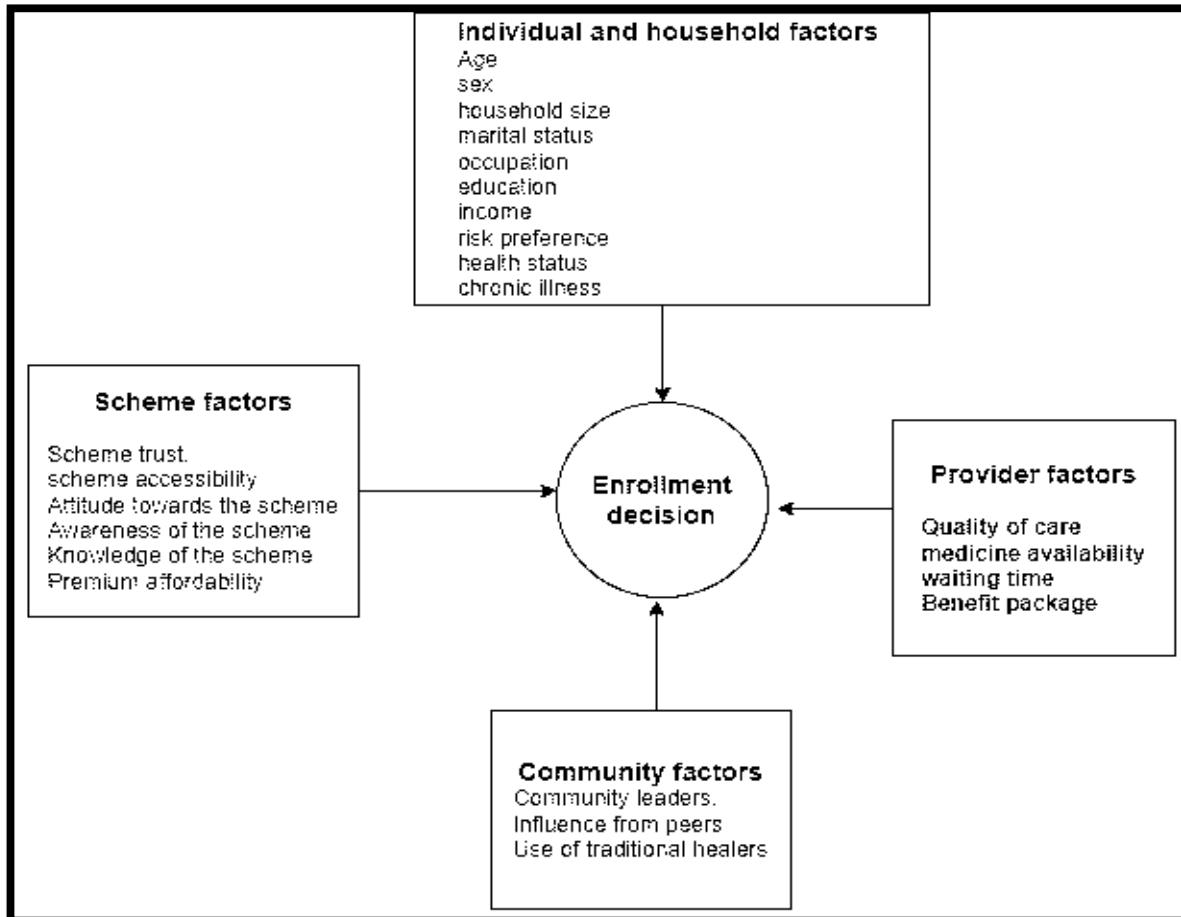 Individual and household factors
Age
sex
household size
marital status
occupation
education
income
risk preference
health status
chronic illness
Scheme factors
Scheme trust.
scheme accessibility
Attitude towards the scheme
Awareness of the scheme
Knowledge of the scheme
Premium affordability
Enrollment
decision
Provider factors
Quality of care
medicine availability
waiting time
Benefit package
Community factors
Community leaders.
Influence from peers
Use of traditional healers